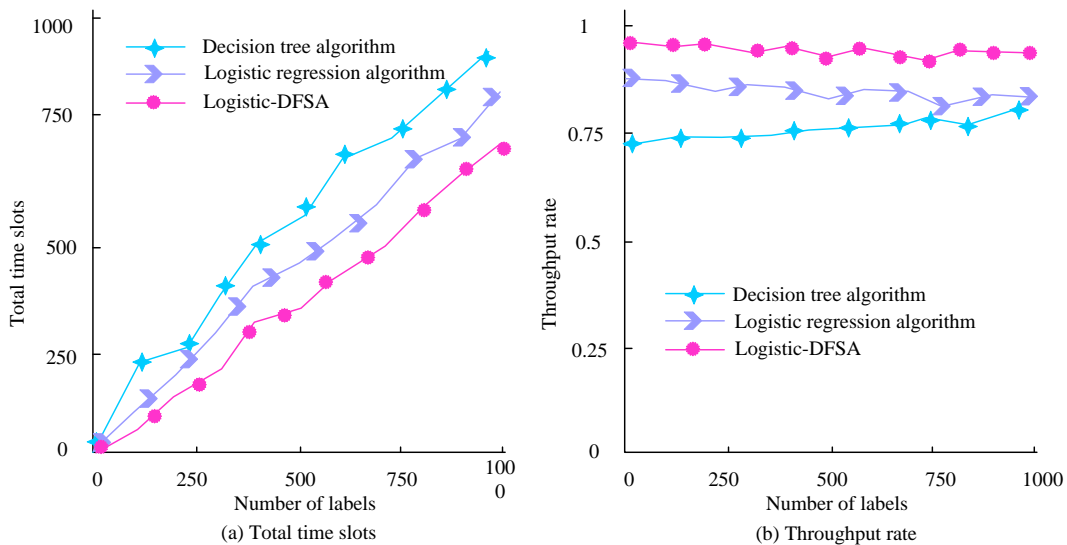 1000
750
500
250
0
Total time slots
Decision tree algorithm
Logistic regression algorithm
Logistic-DFSA
0
250
500
750
100
0
Number of labels
(a) Total time slots
1
0.75
0.5
0.25
0
Throughput rate
Decision tree algorithm
Logistic regression algorithm
Logistic-DFSA
0
250
500
750
1000
Number of labels
(b) Throughput rate